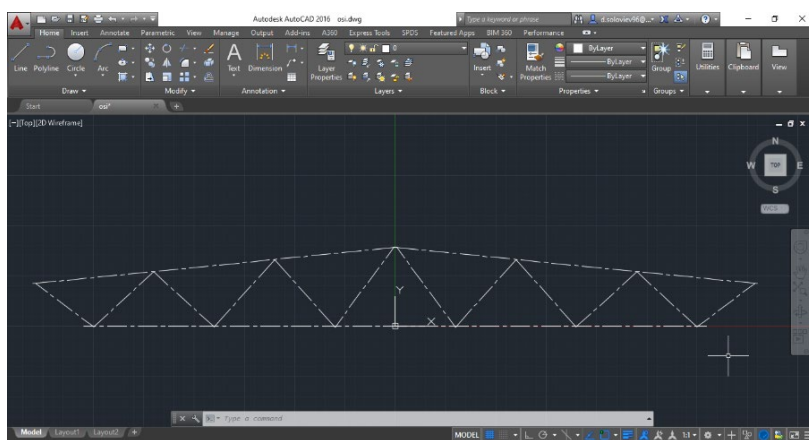 Autodesk AutoCAD 2016 osi.dwg
Type a keyword or phrase
d.soloviev96@...
Home Insert Annotate Parametric View Manage Output Add-ins A360 Express Tools SPDS Featured Apps BIM 360 Performance
Line Polyline Circle Arc
Text Dimension
Layer Properties
0
Insert
Match Properties
ByLayer
ByLayer
ByLayer
Group
Utilities Clipboard View
Draw Modify Annotation Layers Block Properties Groups
Start osi*
[−][Top][2D Wireframe]
N
W TOP E
S
WCS
Y
X
Type a command
Model Layout1 Layout2 +
MODEL
1:1